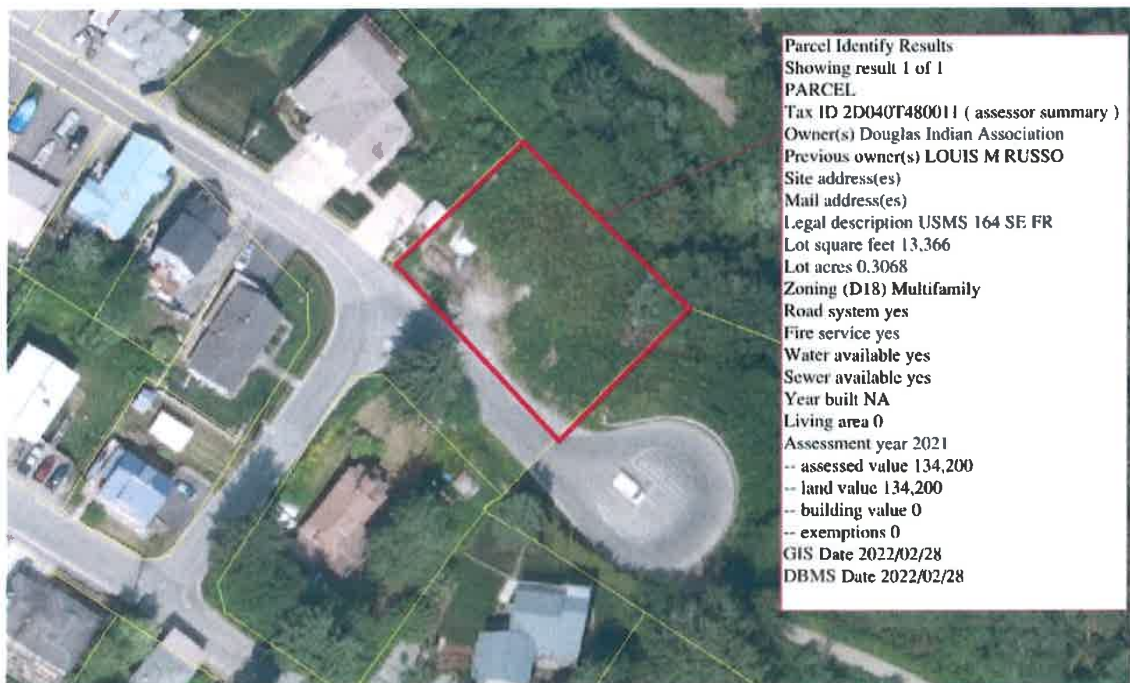 Parcel Identify Results
Showing result 1 of 1
PARCEL
Tax ID 2D040T480011 ( assessor summary )
Owner(s) Douglas Indian Association
Previous owner(s) LOUIS M RUSSO
Site address(es)
Mail address(es)
Legal description USMS 164 SE FR
Lot square feet 13,366
Lot acres 0.3068
Zoning (D18) Multifamily
Road system yes
Fire service yes
Water available yes
Sewer available yes
Year built NA
Living area 0
Assessment year 2021
-- assessed value 134,200
-- land value 134,200
-- building value 0
-- exemptions 0
GIS Date 2022/02/28
DBMS Date 2022/02/28